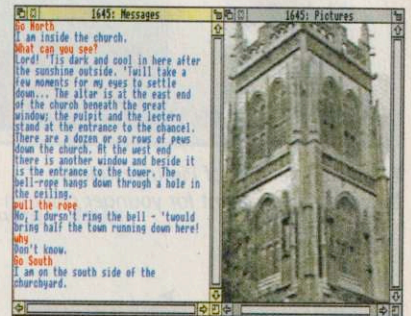 1645: Messages
1645: Pictures
Go North
I am inside the church.
What can you see?
Lord! 'Tis dark and cool in here after
the sunshine outside. 'Twill take a
few moments for my eyes to settle
down... The altar is at the east end
of the church beneath the great
window; the pulpit and the lectern
stand at the entrance to the chancel.
There are a dozen or so rows of pews
down the church. At the west end
there is another window and beside it
is the entrance to the tower. The
bell-rope hangs down through a hole in
the ceiling.
pull the rope
No, I dursn't ring the bell - 'twould
bring half the town running down here!
why
Don't know.
Go South
I am on the south side of the
churchyard.